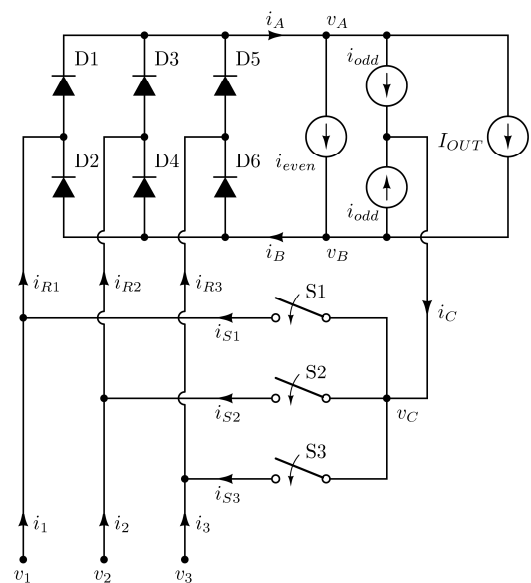 i_A v_A
D1 D3 D5 i_odd
D2 D4 D6 i_even I_OUT
i_odd
i_B v_B
i_R1 i_R2 i_R3 S1 i_C
i_S1
S2
i_S2 v_C
S3
i_S3
i_1 i_2 i_3
v_1 v_2 v_3